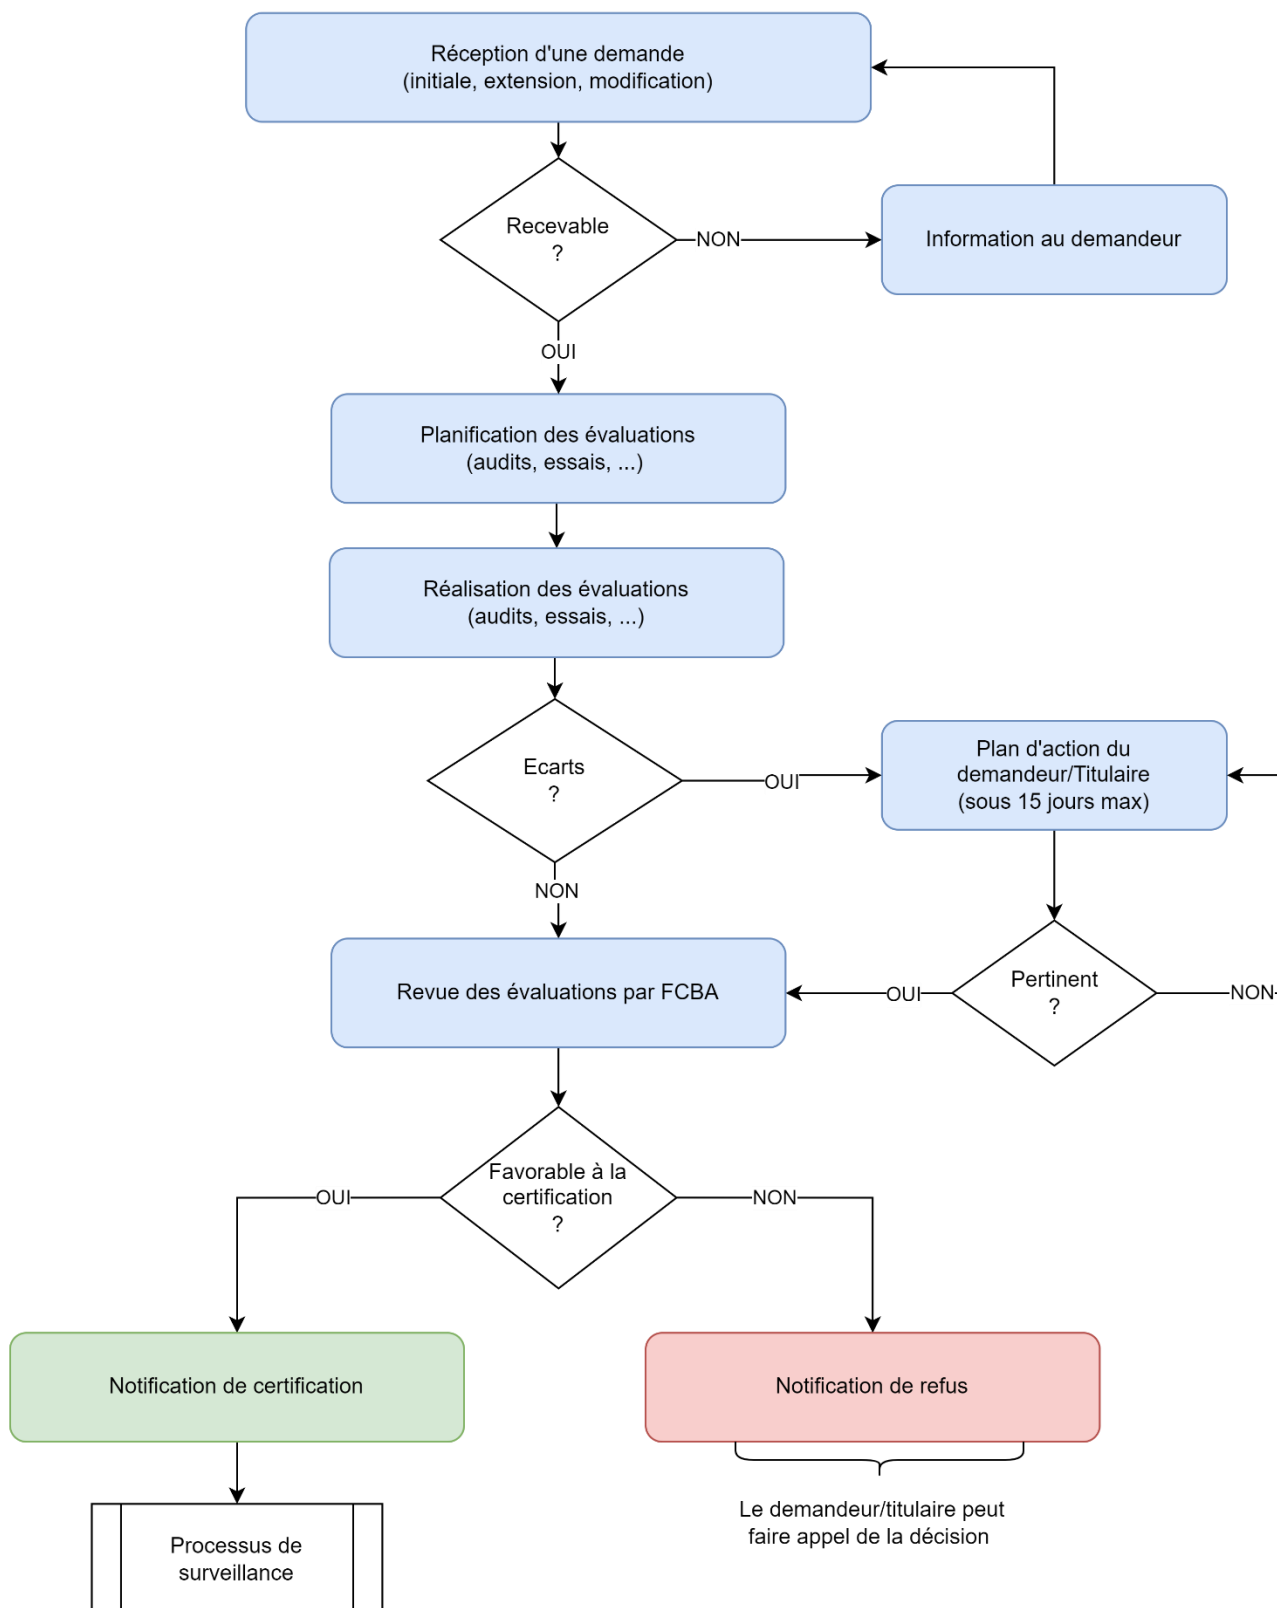 Réception d'une demande
(initiale, extension, modification)
Recevable
?
NON
Information au demandeur
OUI
Planification des évaluations
(audits, essais, ...)
Réalisation des évaluations
(audits, essais, ...)
Ecarts
?
OUI
Plan d'action du
demandeur/Titulaire
(sous 15 jours max)
NON
Revue des évaluations par FCBA
OUI
Pertinent
?
NON
Favorable à la
certification
?
OUI
NON
Notification de certification
Notification de refus
Le demandeur/titulaire peut
faire appel de la décision
Processus de
surveillance